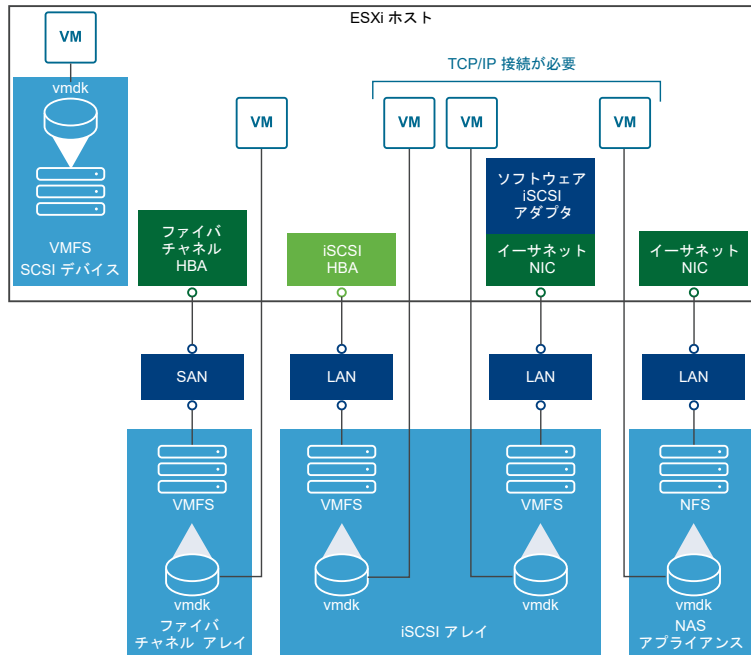 ESXi ホスト
VM
TCP/IP 接続が必要
vmdk
VM
VM
VM
VM
VMFS
SCSI デバイス
ファイバ
チャネル
HBA
iSCSI
HBA
ソフトウェア
iSCSI
アダプタ
イーサネット
NIC
イーサネット
NIC
SAN
LAN
LAN
LAN
VMFS
VMFS
VMFS
NFS
vmdk
vmdk
vmdk
vmdk
ファイバ
チャネル アレイ
iSCSI アレイ
NAS
アプライアンス